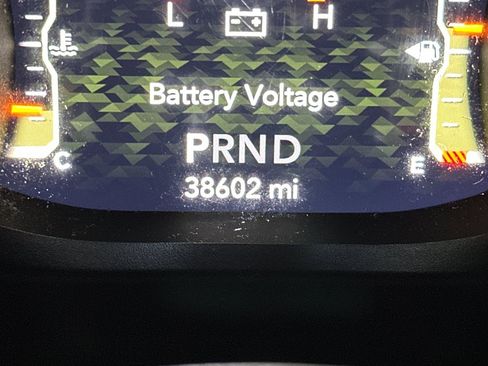 L H
Battery Voltage
PRND
C E
38602 mi